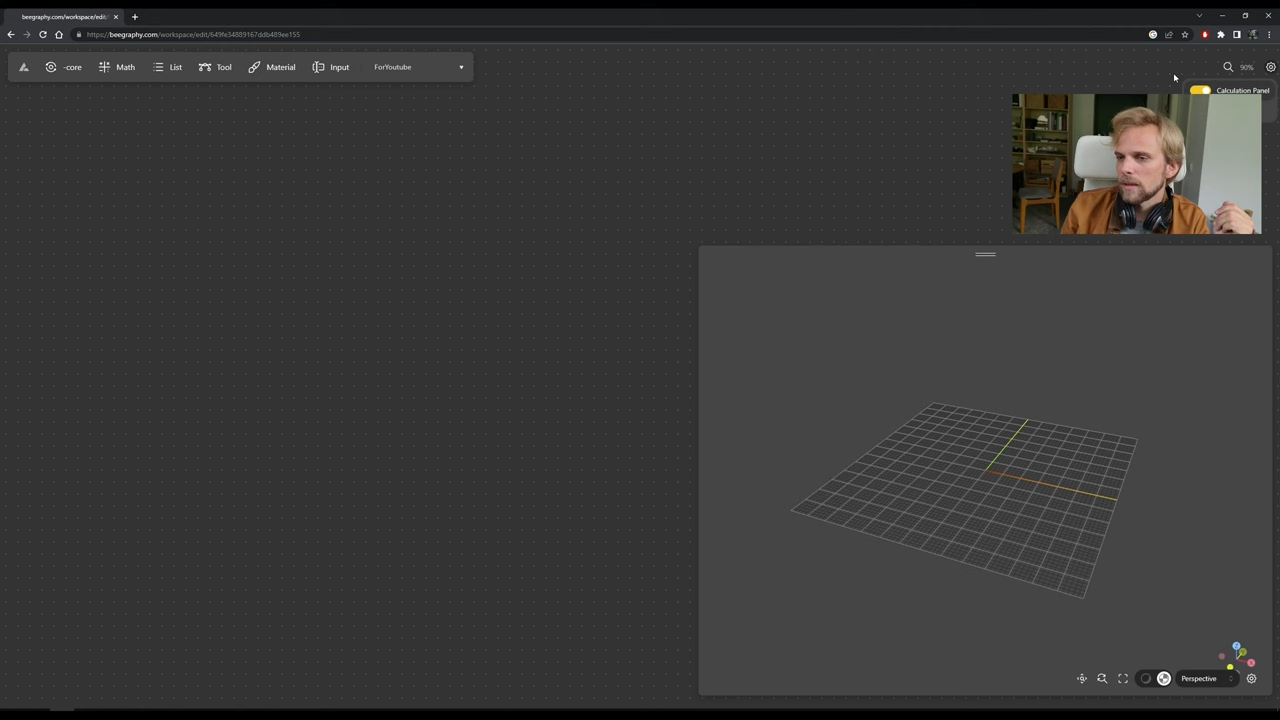 beegraphy.com/workspace/edit/
https://beegraphy.com/workspace/edit/649fe34889167ddb489ee155
-core
Math
List
Tool
Material
Input
ForYoutube
90%
Calculation Panel
Perspective